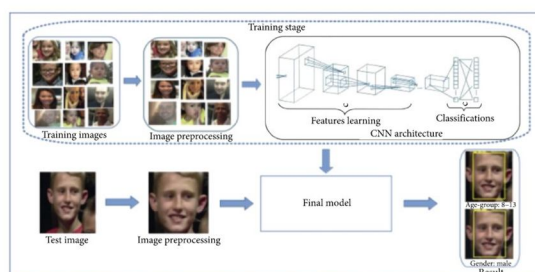 Training stage
Training images
Image preprocessing
Features learning
Classifications
CNN architecture
Final model
Test image
Image preprocessing
Age-group: 8–13
Gender: male
Result